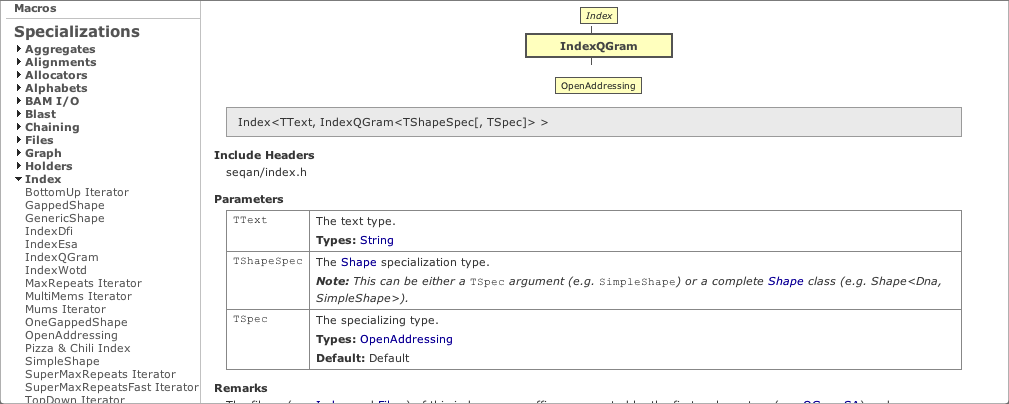 Macros
Specializations
Aggregates
Alignments
Allocators
Alphabets
BAM I/O
Blast
Chaining
Files
Graph
Holders
Index
BottomUp Iterator
GappedShape
GenericShape
IndexDfi
IndexEsa
IndexQGram
IndexWotd
MaxRepeats Iterator
MultiMems Iterator
Mums Iterator
OneGappedShape
OpenAddressing
Pizza & Chili Index
SimpleShape
SuperMaxRepeats Iterator
SuperMaxRepeatsFast Iterator
TopDown Iterator
Index
IndexQGram
OpenAddressing
Index<TText, IndexQGram<TShapeSpec[, TSpec]> >
Include Headers
seqan/index.h
Parameters
TText
The text type.
Types: String
TShapeSpec
The Shape specialization type.
Note: This can be either a TSpec argument (e.g. SimpleShape) or a complete Shape class (e.g. Shape<Dna,
SimpleShape>).
TSpec
The specializing type.
Types: OpenAddressing
Default: Default
Remarks